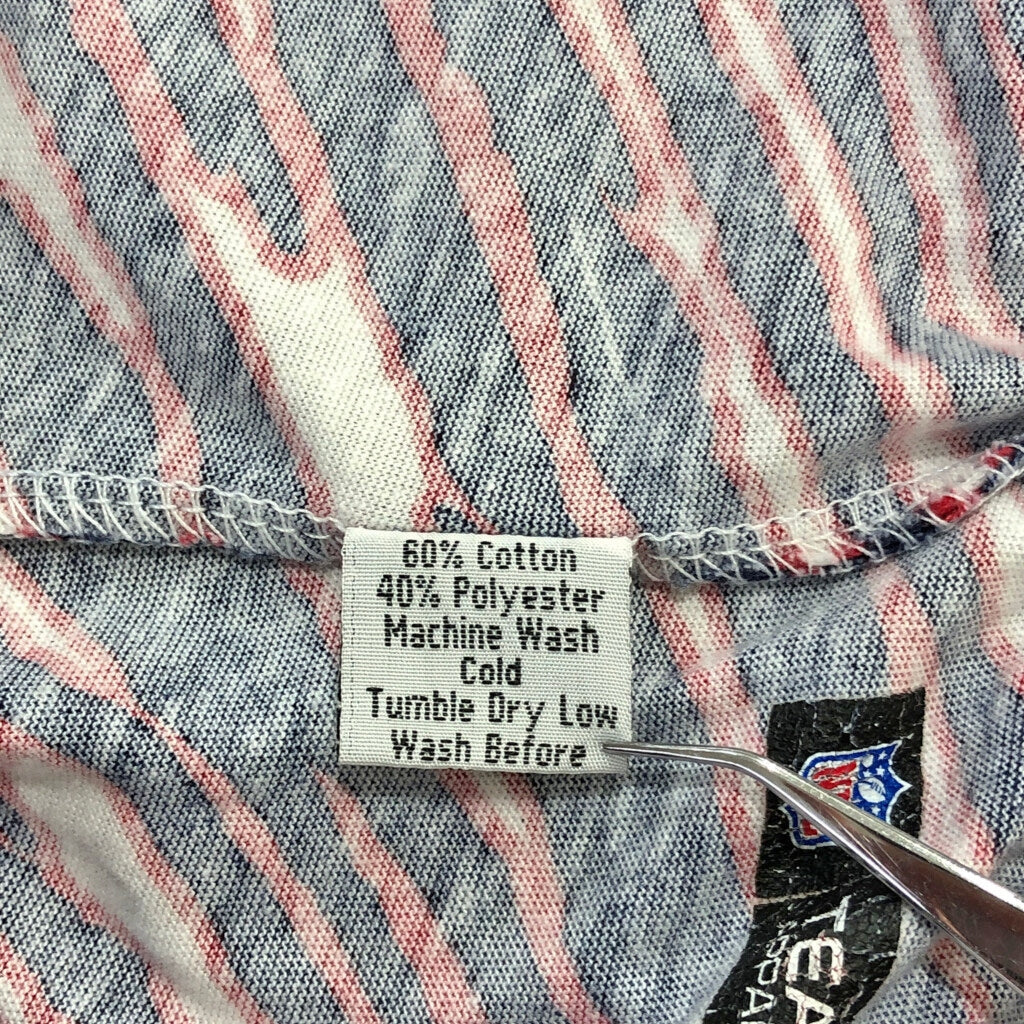 60% Cotton
40% Polyester
Machine Wash
Cold
Tumble Dry Low
Wash Before